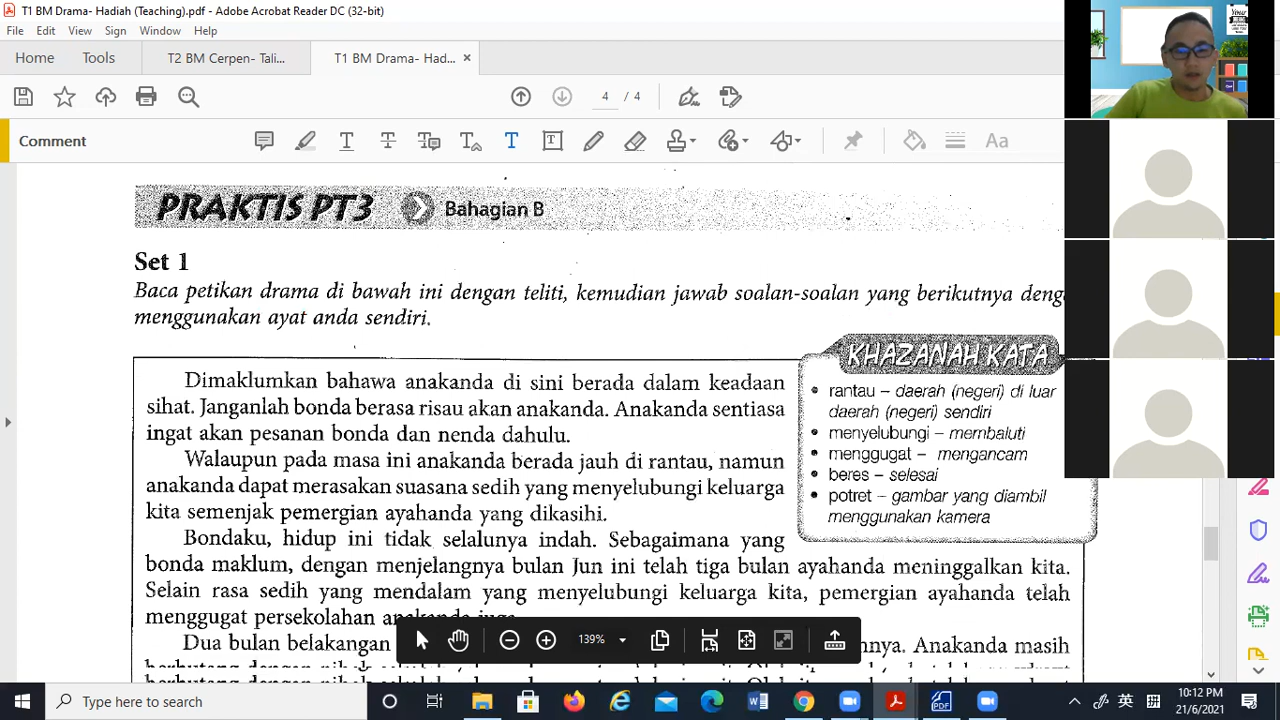 T1 BM Drama- Hadiah (Teaching).pdf - Adobe Acrobat Reader DC (32-bit)
File Edit View Sign Window Help
Home Tools T2 BM Cerpen- Tali... T1 BM Drama- Had... ×
4 / 4
Comment
Aa
PRAKTIS PT3 Bahagian B
Set 1
Baca petikan drama di bawah ini dengan teliti, kemudian jawab soalan-soalan yang berikutnya deng
menggunakan ayat anda sendiri.
Dimaklumkan bahawa anakanda di sini berada dalam keadaan
sihat. Janganlah bonda berasa risau akan anakanda. Anakanda sentiasa
ingat akan pesanan bonda dan nenda dahulu.
Walaupun pada masa ini anakanda berada jauh di rantau, namun
anakanda dapat merasakan suasana sedih yang menyelubungi keluarga
kita semenjak pemergian ayahanda yang dikasihi.
Bondaku, hidup ini tidak selalunya indah. Sebagaimana yang
bonda maklum, dengan menjelangnya bulan Jun ini telah tiga bulan ayahanda meninggalkan kita.
Selain rasa sedih yang mendalam yang menyelubungi keluarga kita, pemergian ayahanda telah
menggugat persekolahan anakanda juga.
Dua bulan belakangan nnya. Anakanda masih
KHAZANAH KATA
• rantau – daerah (negeri) di luar
daerah (negeri) sendiri
• menyelubungi – membaluti
• menggugat – mengancam
• beres – selesai
• potret – gambar yang diambil
menggunakan kamera
139%
Type here to search
英 拼
10:12 PM
21/6/2021